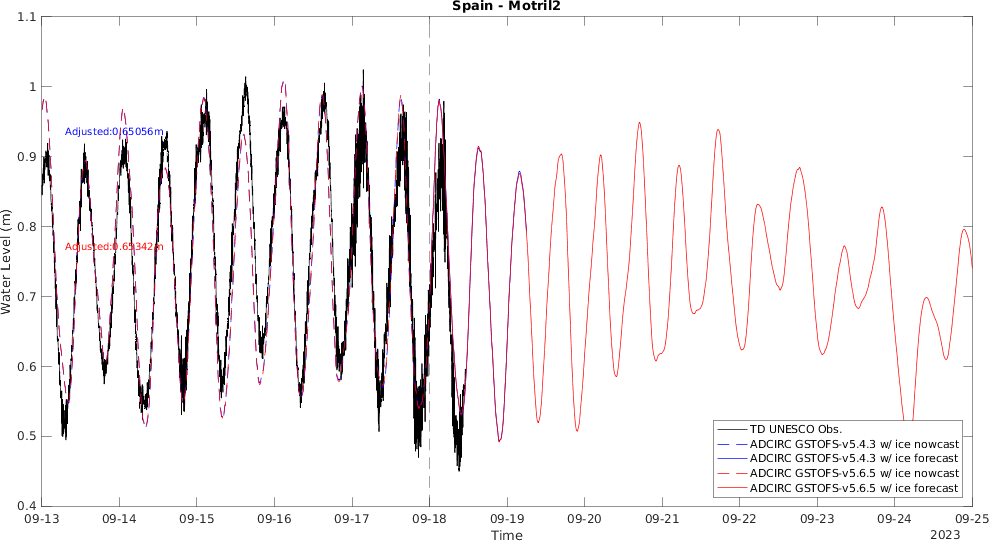 Spain - Motril2
1.1
1
0.9
0.8
0.7
0.6
0.5
0.4
Water Level (m)
Adjusted:0.65056m
Adjusted:0.65342m
TD UNESCO Obs.
ADCIRC GSTOFS-v5.4.3 w/ ice nowcast
ADCIRC GSTOFS-v5.4.3 w/ ice forecast
ADCIRC GSTOFS-v5.6.5 w/ ice nowcast
ADCIRC GSTOFS-v5.6.5 w/ ice forecast
09-13 09-14 09-15 09-16 09-17 09-18 09-19 09-20 09-21 09-22 09-23 09-24 09-25
Time
2023